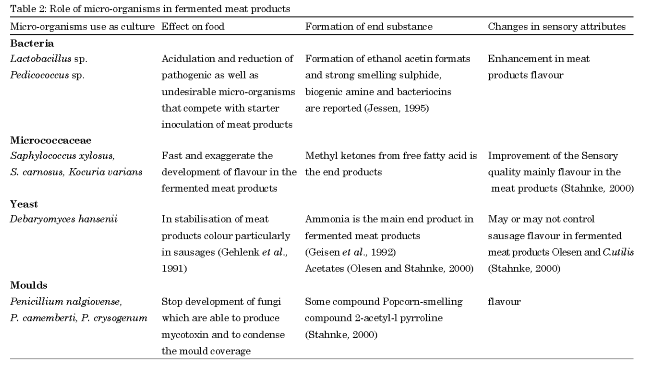 Table 2: Role of micro-organisms in fermented meat products
Micro-organisms use as culture Effect on food Formation of end substance Changes in sensory attributes
Bacteria
Lactobacillus sp. Acidulation and reduction of Formation of ethanol acetin formats Enhancement in meat
Pedicococcus sp. pathogenic as well as and strong smelling sulphide, products flavour
undesirable micro-organisms biogenic amine and bacteriocins
that compete with starter are reported (Jessen, 1995)
inoculation of meat products
Micrococcaceae
Saphylococcus xylosus, Fast and exaggerate the Methyl ketones from free fatty acid is Improvement of the Sensory
S. carnosus, Kocuria varians development of flavour in the the end products quality mainly flavour in the
fermented meat products meat products (Stahnke, 2000)
Yeast
Debaryomyces hansenii In stabilisation of meat Ammonia is the main end product in May or may not control
products colour particularly fermented meat products sausage flavour in fermented
in sausages (Gehlenk et al., (Geisen et al., 1992) meat products Olesen and C.utilis
1991) Acetates (Olesen and Stahnke, 2000) (Stahnke, 2000)
Moulds
Penicillium nalgiovense, Stop development of fungi Some compound Popcorn-smelling flavour
P. camemberti, P. crysogenum which are able to produce compound 2-acetyl-l pyrroline
mycotoxin and to condense (Stahnke, 2000)
the mould coverage